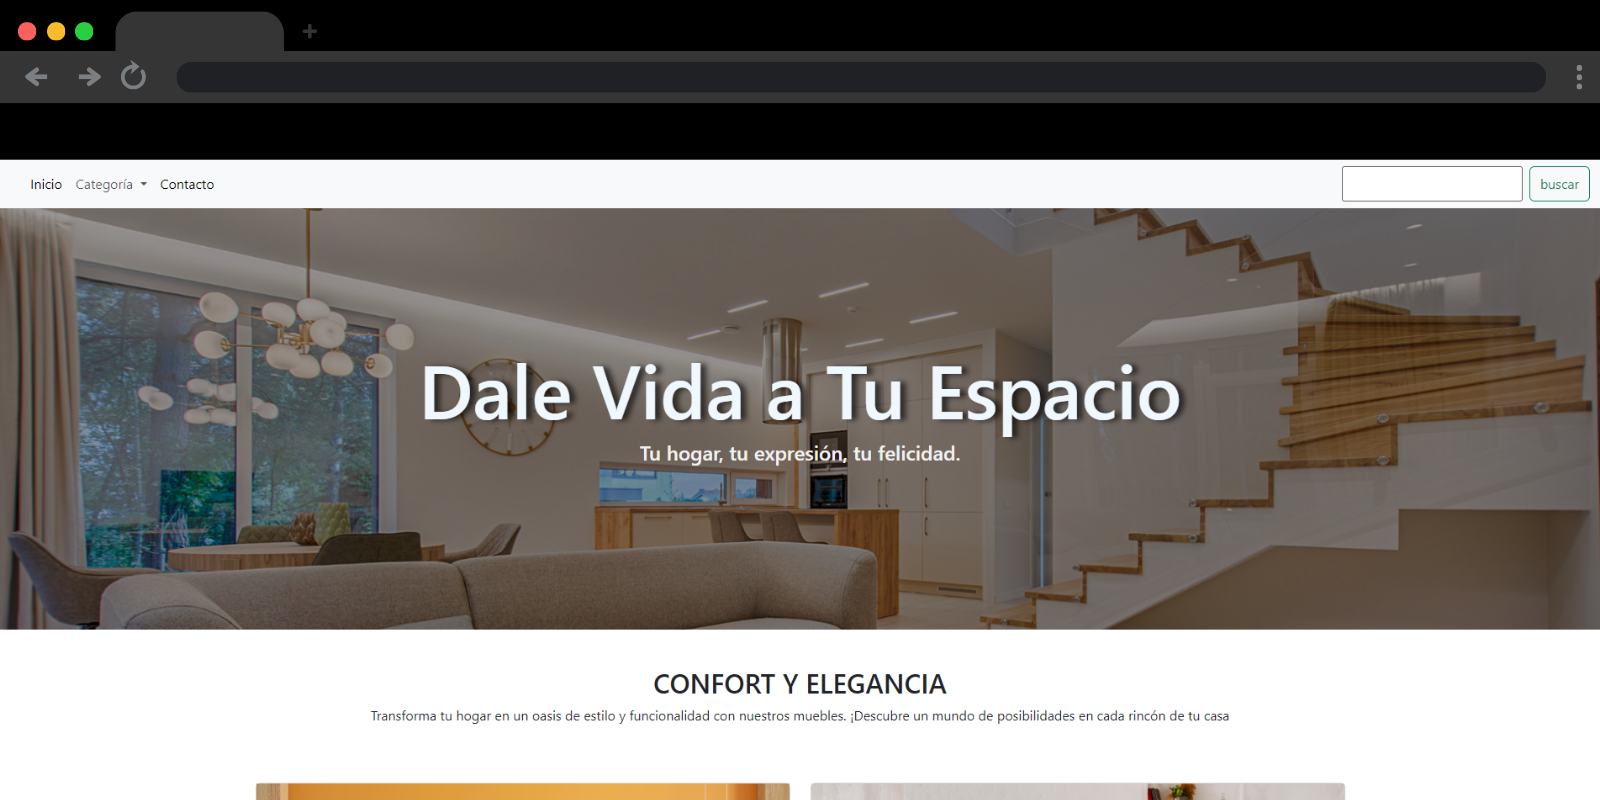 Inicio Categoría Contacto buscar
Dale Vida a Tu Espacio
Tu hogar, tu expresión, tu felicidad.
CONFORT Y ELEGANCIA
Transforma tu hogar en un oasis de estilo y funcionalidad con nuestros muebles. ¡Descubre un mundo de posibilidades en cada rincón de tu casa